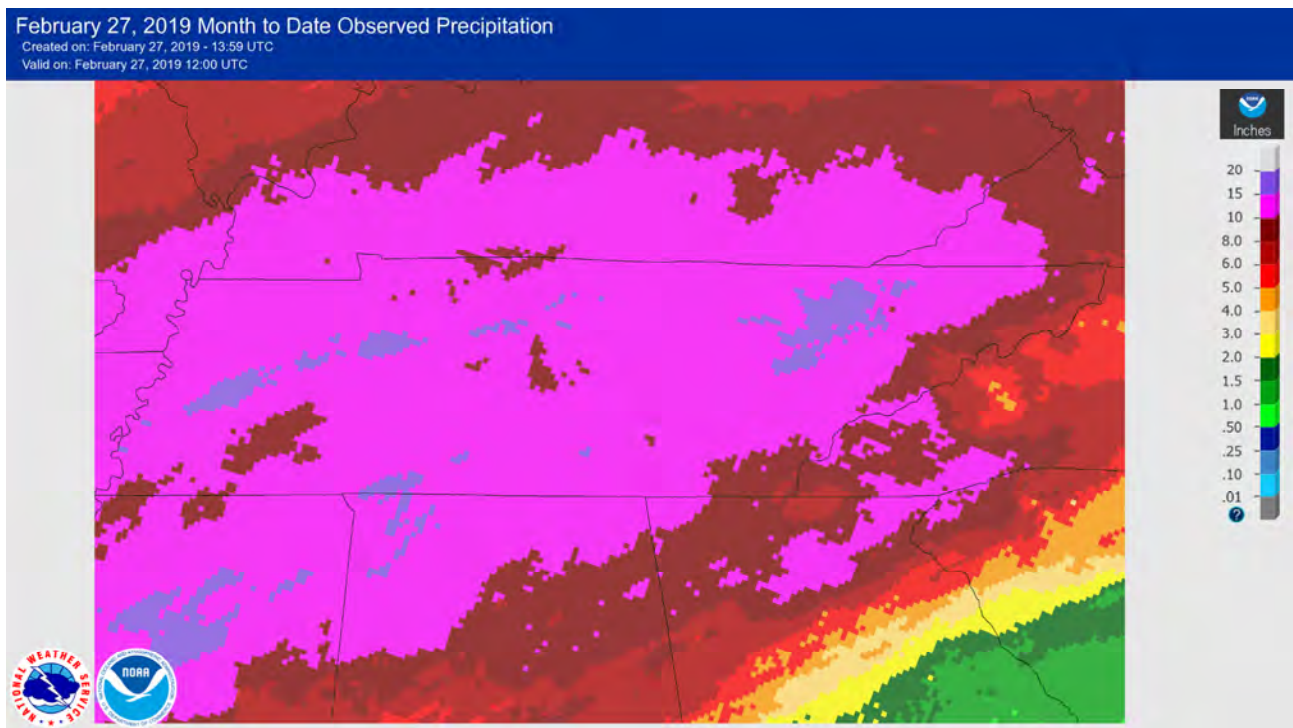 February 27, 2019 Month to Date Observed Precipitation
Created on: February 27, 2019 - 13:59 UTC
Valid on: February 27, 2019 12:00 UTC
NOAA
Inches
20
15
10
8.0
6.0
5.0
4.0
3.0
2.0
1.5
1.0
.50
.25
.10
.01
?
NATIONAL WEATHER SERVICE
NOAA